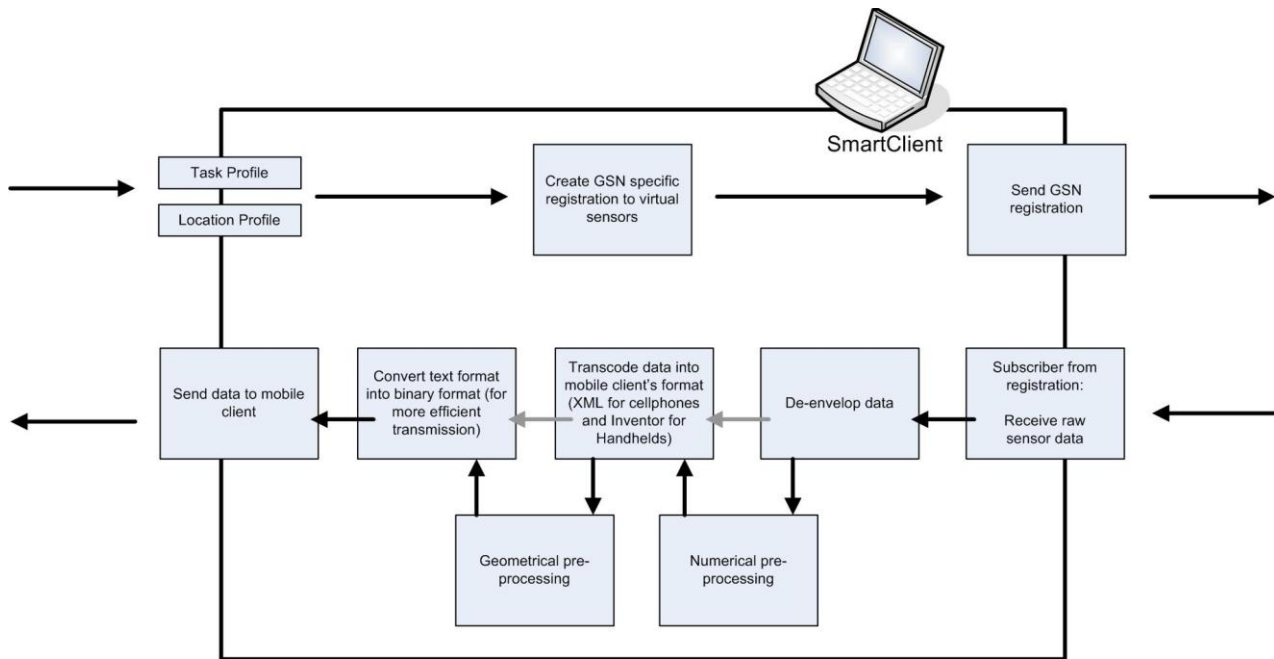 SmartClient
Task Profile
Location Profile
Create GSN specific
registration to virtual
sensors
Send GSN
registration
Send data to mobile
client
Convert text format
into binary format (for
more efficient
transmission)
Transcode data into
mobile client's format
(XML for cellphones
and Inventor for
Handhelds)
De-envelop data
Subscriber from
registration:
Receive raw
sensor data
Geometrical pre-
processing
Numerical pre-
processing